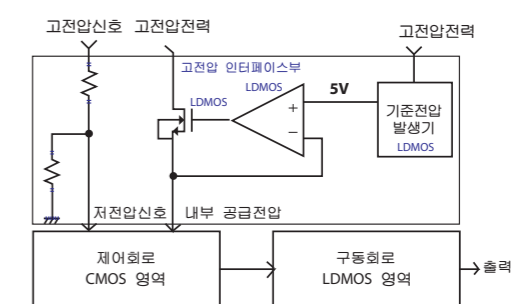 고전압신호 고전압전력
고전압전력
고전압 인터페이스부
LDMOS
LDMOS
5V
+
−
기준전압
발생기
LDMOS
저전압신호 내부 공급전압
제어회로
CMOS 영역
구동회로
LDMOS 영역
출력